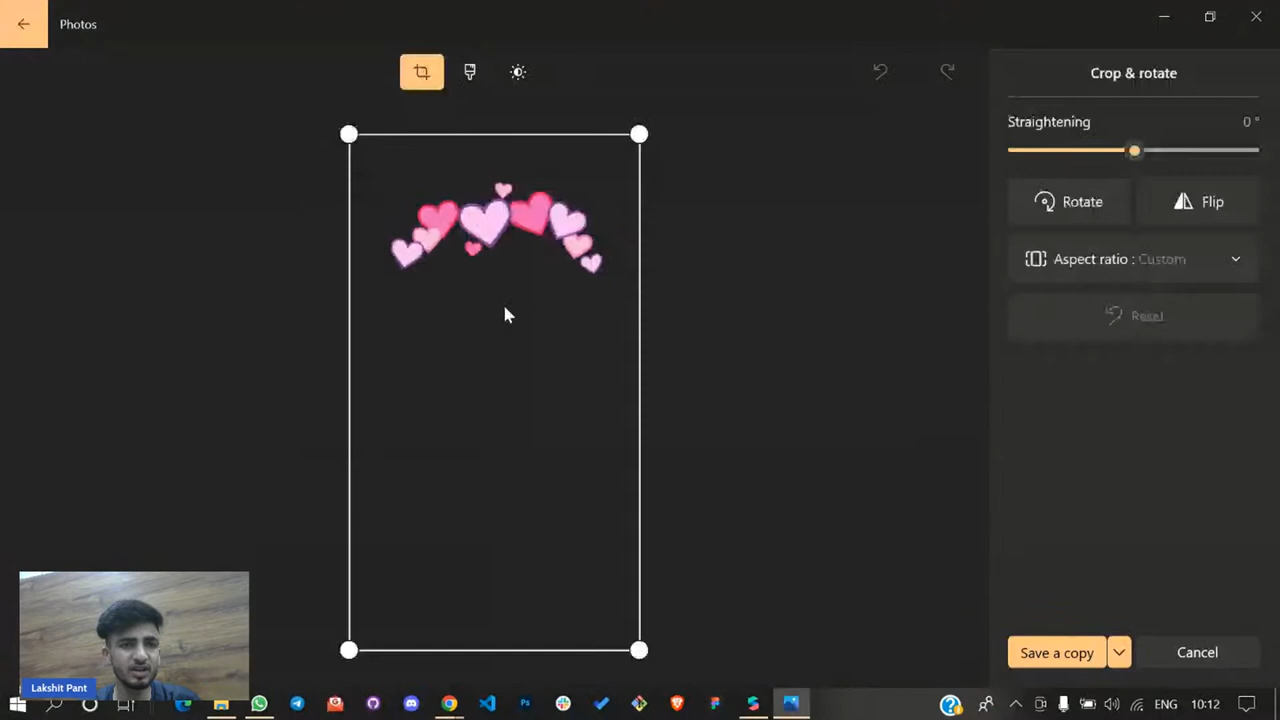 Photos
Crop & rotate
Straightening 0 °
Rotate Flip
Aspect ratio : Custom
Reset
Save a copy Cancel
Lakshit Pant
Ps
ENG 10:12